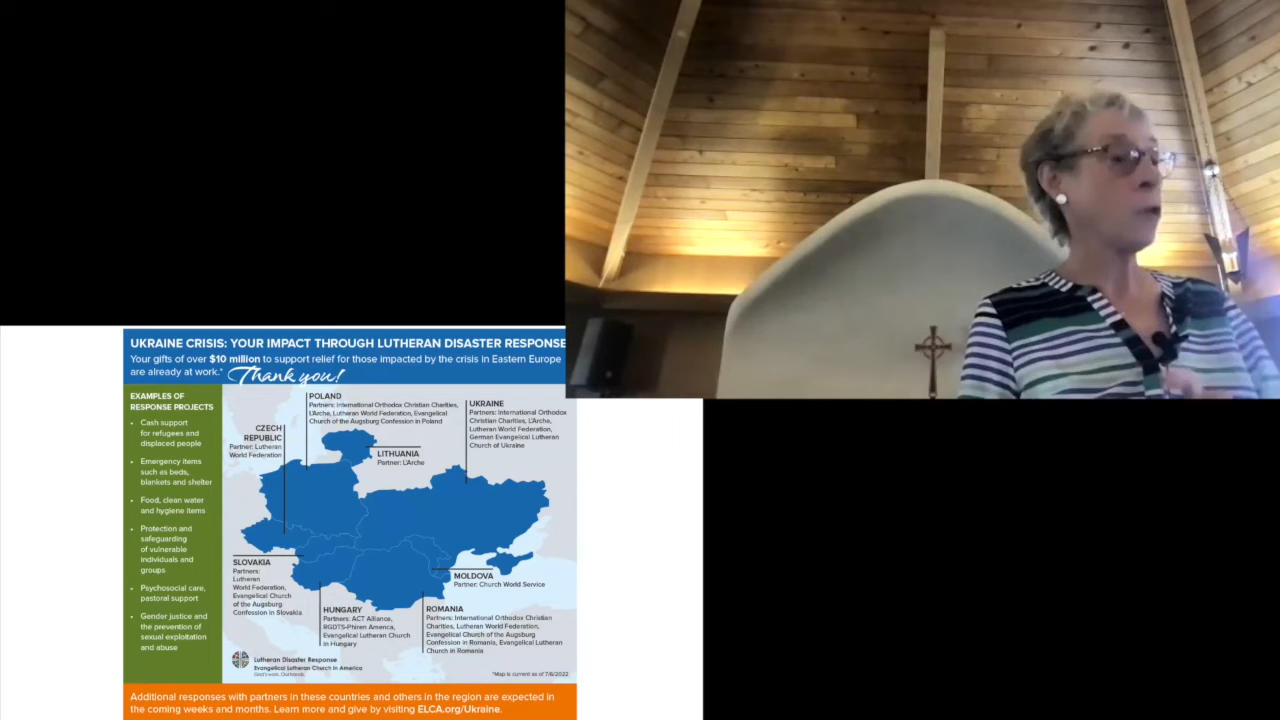 UKRAINE CRISIS: YOUR IMPACT THROUGH LUTHERAN DISASTER RESPONSE
Your gifts of over $10 million to support relief for those impacted by the crisis in Eastern Europe
are already at work.*
Thank you!
EXAMPLES OF
RESPONSE PROJECTS
• Cash support
for refugees and
displaced people
• Emergency items
such as beds,
blankets and shelter
• Food, clean water
and hygiene items
• Protection and
safeguarding
of vulnerable
individuals and
groups
• Psychosocial care,
pastoral support
• Gender justice and
the prevention of
sexual exploitation
and abuse
POLAND
Partners: International Orthodox Christian Charities,
L'Arche, Lutheran World Federation, Evangelical
Church of the Augsburg Confession in Poland
UKRAINE
Partners: International Orthodox
Christian Charities, L'Arche,
Lutheran World Federation,
German Evangelical Lutheran
Church of Ukraine
CZECH
REPUBLIC
Partner: Lutheran
World Federation
LITHUANIA
Partner: L'Arche
SLOVAKIA
Partners:
Lutheran
World Federation,
Evangelical Church
of the Augsburg
Confession in Slovakia
MOLDOVA
Partner: Church World Service
HUNGARY
Partners: ACT Alliance,
RGDTS-Phiren Amenca,
Evangelical Lutheran Church
in Hungary
ROMANIA
Partners: International Orthodox Christian
Charities, Lutheran World Federation,
Evangelical Church of the Augsburg
Confession in Romania, Evangelical Lutheran
Church in Romania
Lutheran Disaster Response
Evangelical Lutheran Church in America
God's work. Our hands.
*Map is current as of 7/6/2022
Additional responses with partners in these countries and others in the region are expected in
the coming weeks and months. Learn more and give by visiting ELCA.org/Ukraine.